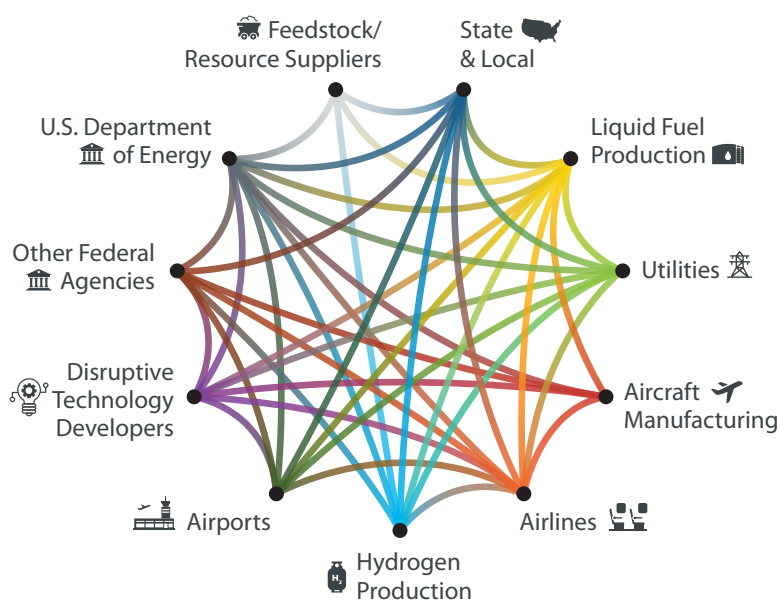 Feedstock/
Resource Suppliers
State
& Local
U.S. Department
of Energy
Liquid Fuel
Production
Other Federal
Agencies
Utilities
Disruptive
Technology
Developers
Aircraft
Manufacturing
Airports
Airlines
H2
Hydrogen
Production